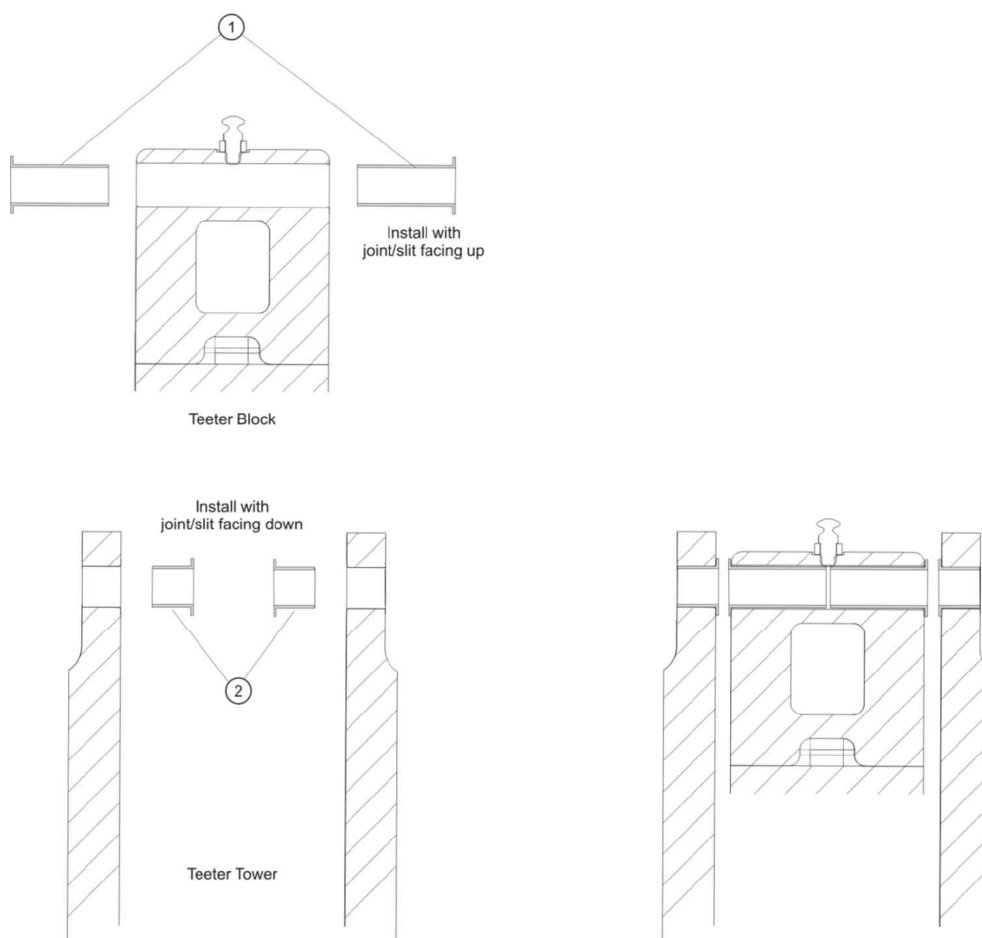 1
Install with
joint/slit facing up
Teeter Block
Install with
joint/slit facing down
2
Teeter Tower